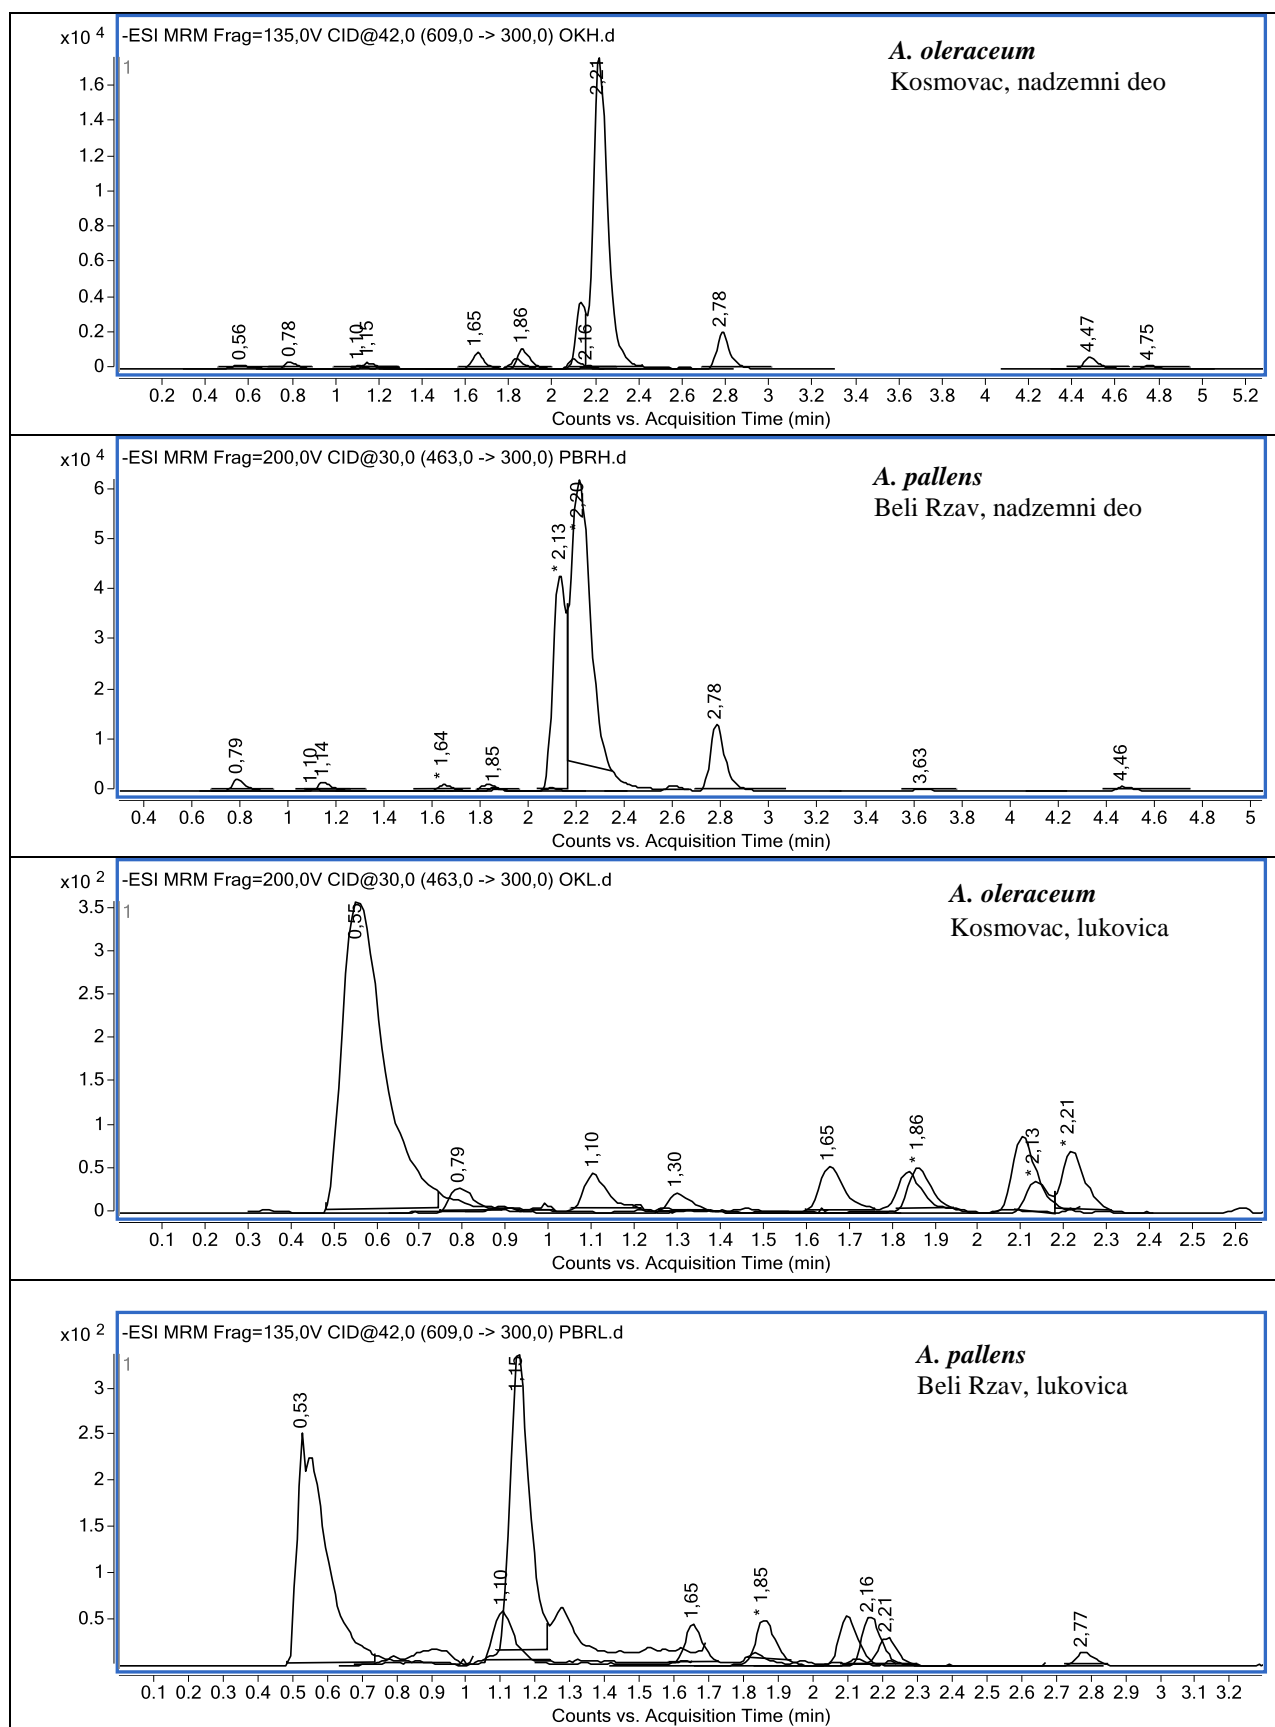 x10 4
-ESI MRM Frag=135,0V CID@42,0 (609,0 -> 300,0) OKH.d
1
A. oleraceum
Kosmovac, nadzemni deo
1.6
1.4
1.2
1
0.8
0.6
0.4
0.2
0
0,56
0,78
1,10
1,15
1,65
1,86
2,16
2,21
2,78
4,47
4,75
0.2 0.4 0.6 0.8 1 1.2 1.4 1.6 1.8 2 2.2 2.4 2.6 2.8 3 3.2 3.4 3.6 3.8 4 4.2 4.4 4.6 4.8 5 5.2
Counts vs. Acquisition Time (min)
x10 4
-ESI MRM Frag=200,0V CID@30,0 (463,0 -> 300,0) PBRH.d
A. pallens
Beli Rzav, nadzemni deo
6
5
4
3
2
1
0
0,79
1,10
1,14
* 1,64
1,85
* 2,13
* 2,20
2,78
3,63
4,46
0.4 0.6 0.8 1 1.2 1.4 1.6 1.8 2 2.2 2.4 2.6 2.8 3 3.2 3.4 3.6 3.8 4 4.2 4.4 4.6 4.8 5
Counts vs. Acquisition Time (min)
x10 2
-ESI MRM Frag=200,0V CID@30,0 (463,0 -> 300,0) OKL.d
1
A. oleraceum
Kosmovac, lukovica
3.5
3
2.5
2
1.5
1
0.5
0
0,55
0,79
1,10
1,30
1,65
* 1,86
* 2,13
* 2,21
0.1 0.2 0.3 0.4 0.5 0.6 0.7 0.8 0.9 1 1.1 1.2 1.3 1.4 1.5 1.6 1.7 1.8 1.9 2 2.1 2.2 2.3 2.4 2.5 2.6
Counts vs. Acquisition Time (min)
x10 2
-ESI MRM Frag=135,0V CID@42,0 (609,0 -> 300,0) PBRL.d
1
A. pallens
Beli Rzav, lukovica
3
2.5
2
1.5
1
0.5
0,53
1,10
1,15
1,65
* 1,85
2,16
2,21
2,77
0.1 0.2 0.3 0.4 0.5 0.6 0.7 0.8 0.9 1 1.1 1.2 1.3 1.4 1.5 1.6 1.7 1.8 1.9 2 2.1 2.2 2.3 2.4 2.5 2.6 2.7 2.8 2.9 3 3.1 3.2
Counts vs. Acquisition Time (min)